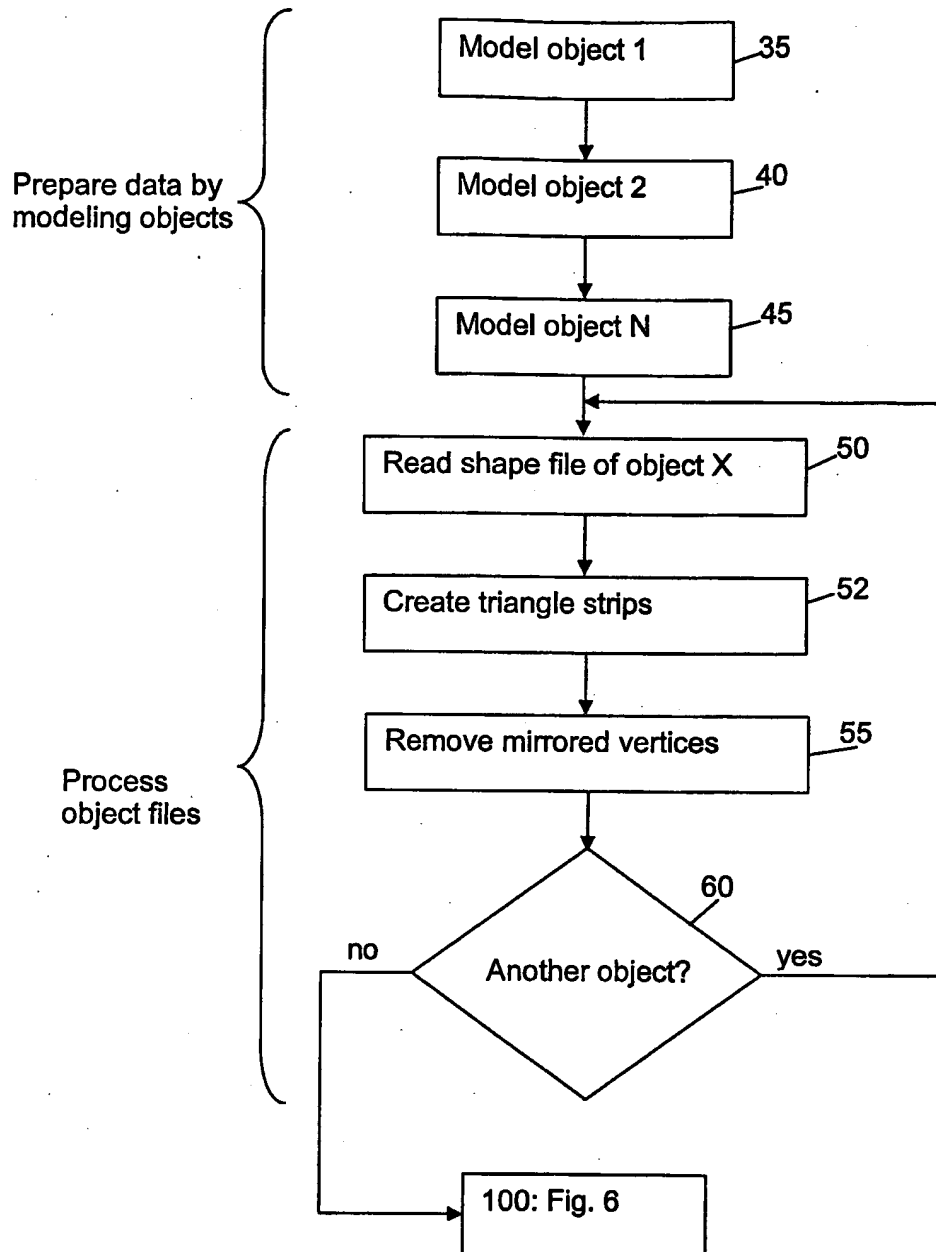 Model object 1
35
Prepare data by
modeling objects
Model object 2
40
Model object N
45
Read shape file of object X
50
Create triangle strips
52
Remove mirrored vertices
55
Process
object files
60
Another object?
no
yes
100: Fig. 6